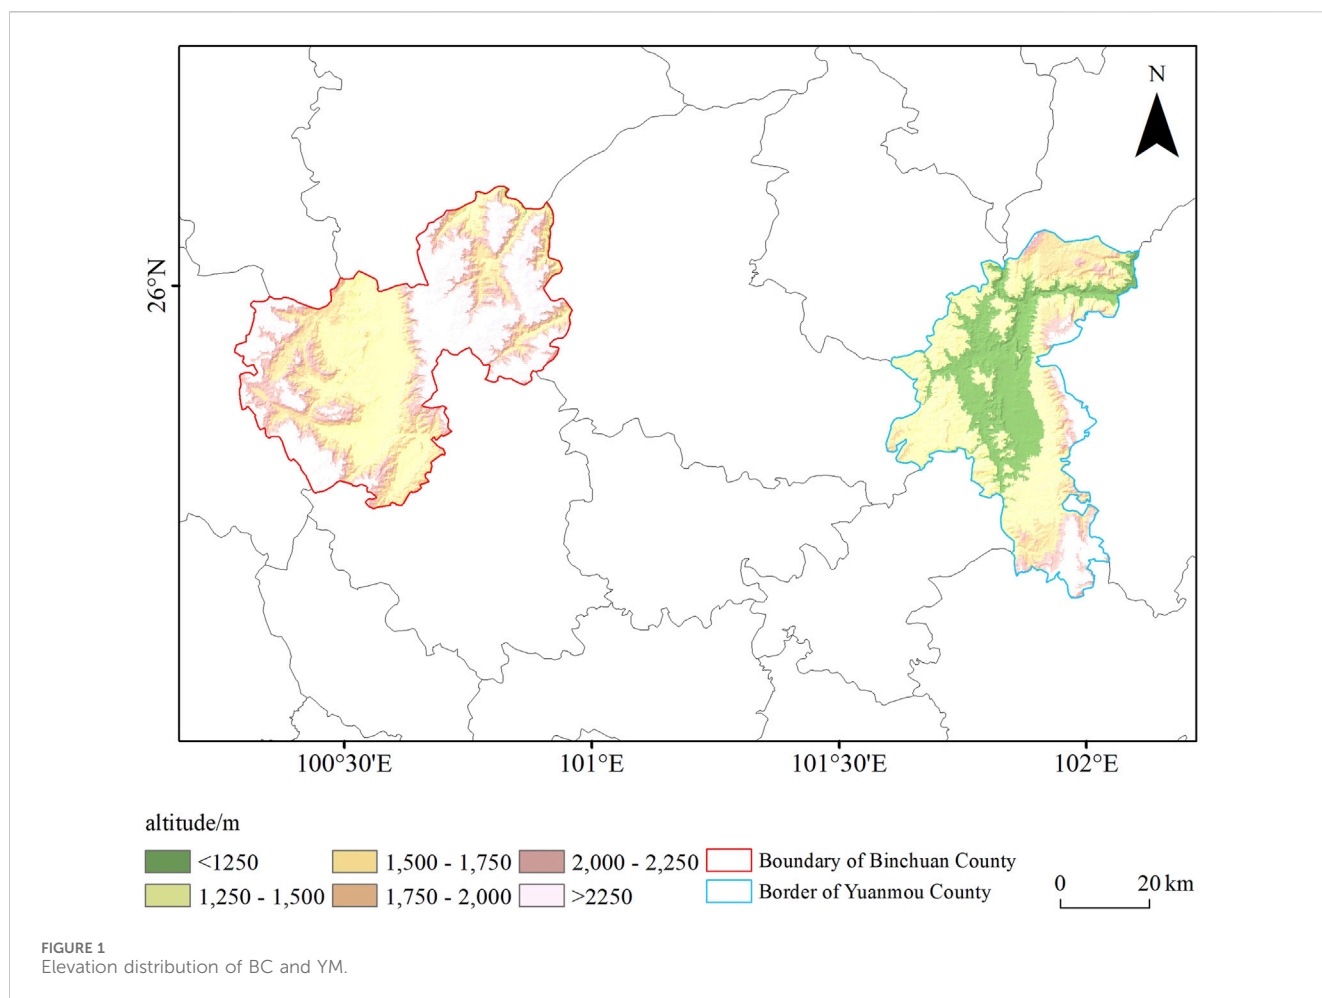 N
26°N
100°30'E
101°E
101°30'E
102°E
altitude/m
<1250
1,500 - 1,750
2,000 - 2,250
Boundary of Binchuan County
1,250 - 1,500
1,750 - 2,000
>2250
Border of Yuanmou County
0
20 km
FIGURE 1
Elevation distribution of BC and YM.